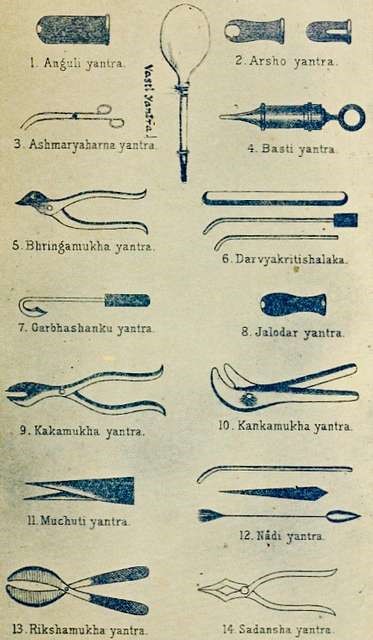 1. Anguli yantra.
2. Arsho yantra.
Vasti yantra
3. Ashmaryaharna yantra.
4. Basti yantra.
5. Bhringamukha yantra.
6. Darvyakritishalaka.
7. Garbhashanku yantra.
8. Jalodar yantra.
9. Kakamukha yantra.
10. Kankamukha yantra.
11. Muchuti yantra.
12. Nâdi yantra.
13. Rikshamukha yantra.
14. Sadansha yantra.